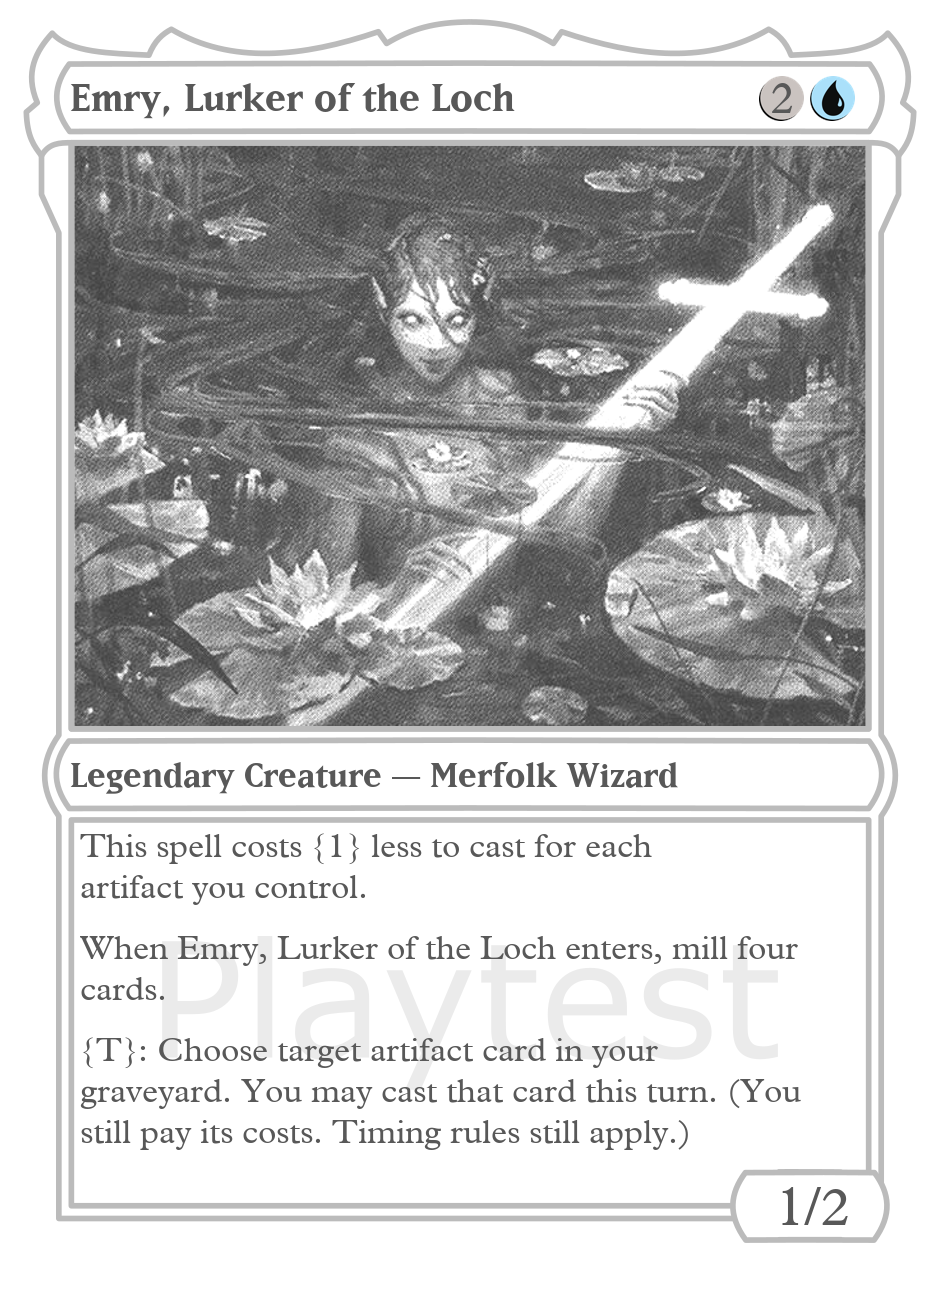 Emry, Lurker of the Loch 2
Legendary Creature — Merfolk Wizard
This spell costs {1} less to cast for each
artifact you control.
When Emry, Lurker of the Loch enters, mill four
cards.
{T}: Choose target artifact card in your
graveyard. You may cast that card this turn. (You
still pay its costs. Timing rules still apply.)
Playtest
1/2